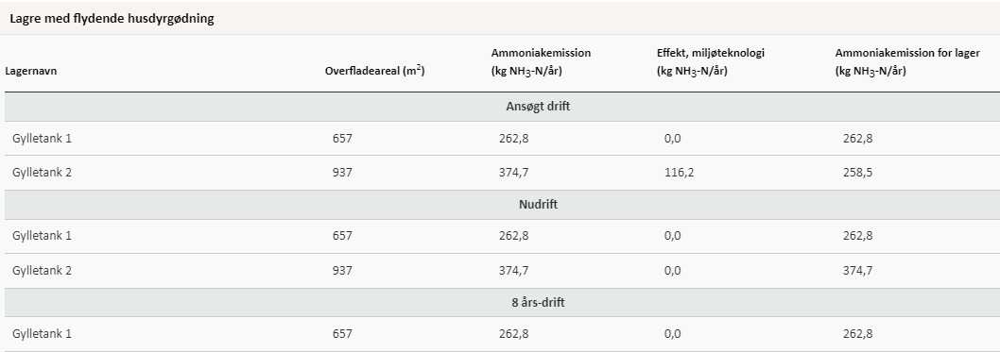 Lagre med flydende husdyrgødning
Lagernavn Overfladeareal (m²) Ammoniakemission (kg NH3-N/år) Effekt, miljøteknologi (kg NH3-N/år) Ammoniakemission for lager (kg NH3-N/år)
Ansøgt drift
Gylletank 1 657 262,8 0,0 262,8
Gylletank 2 937 374,7 116,2 258,5
Nudrift
Gylletank 1 657 262,8 0,0 262,8
Gylletank 2 937 374,7 0,0 374,7
8 års-drift
Gylletank 1 657 262,8 0,0 262,8